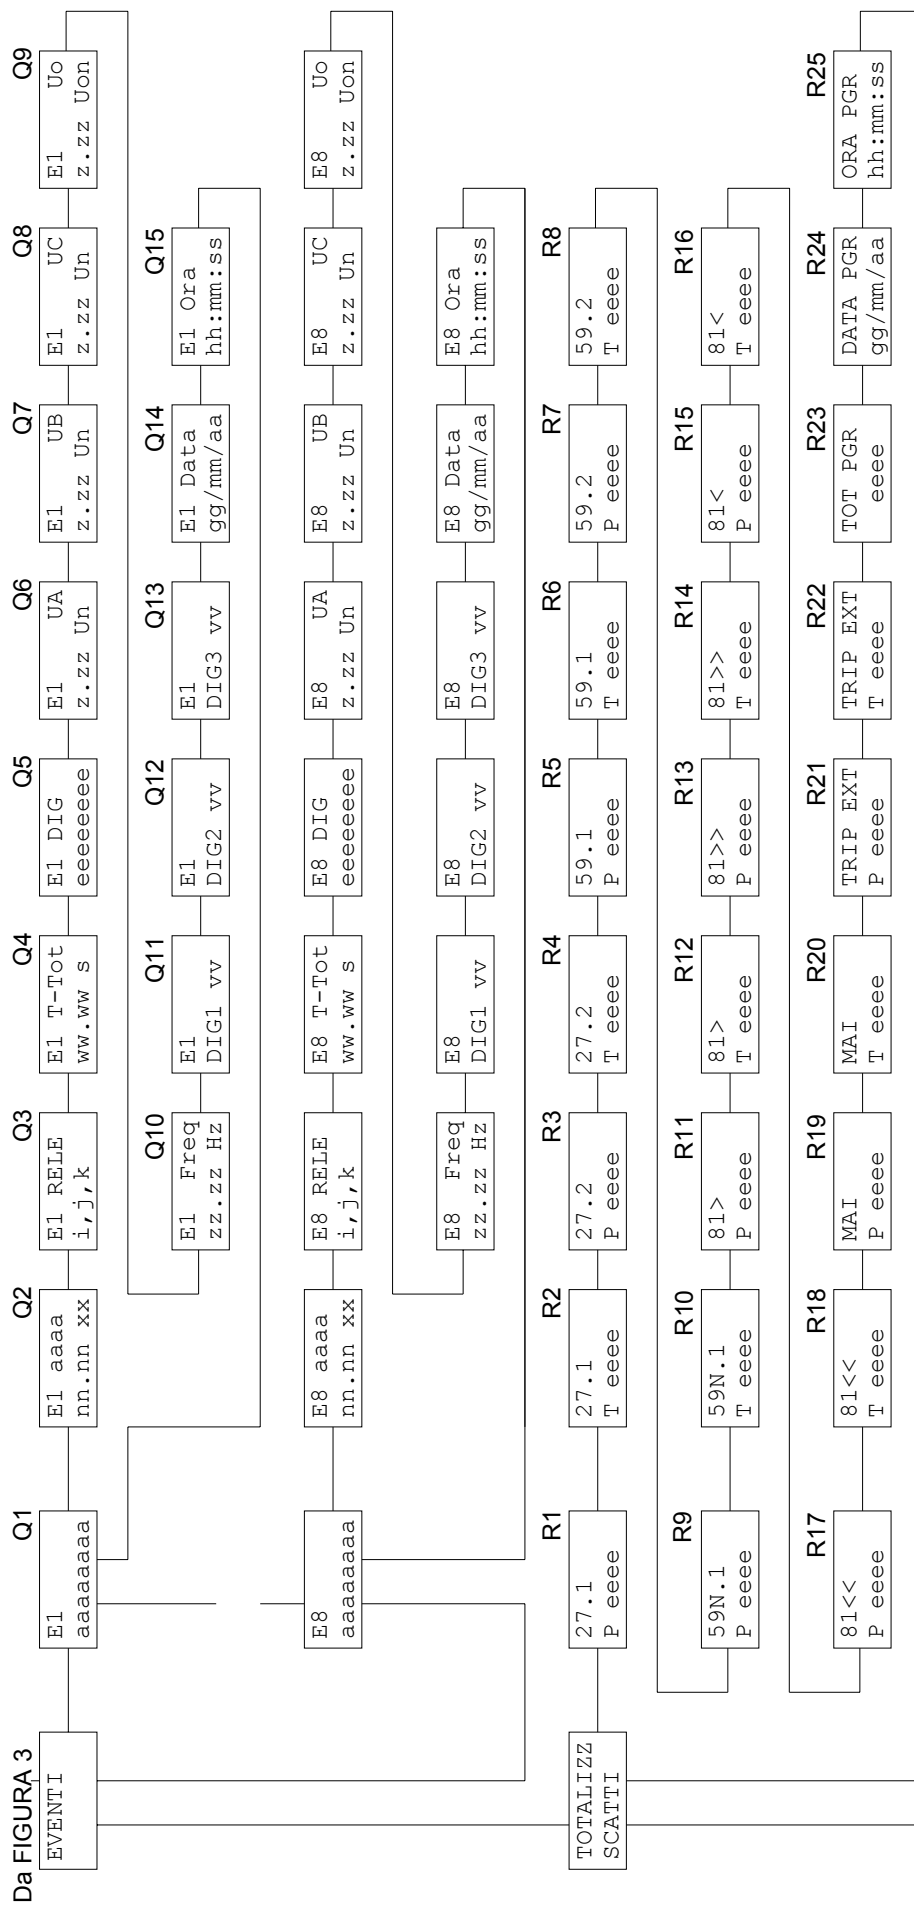 Da FIGURA 3
EVENTI
Q1
E1
aaaaaaaaa
Q2
E1 aaaa
nn.nn xx
Q3
E1 RELE
i,j,k
Q4
E1 T-Tot
ww.ww s
Q5
E1 DIG
eeeeeeeee
Q6
E1 UA
z.zz Un
Q7
E1 UB
z.zz Un
Q8
E1 UC
z.zz Un
Q9
E1 Uo
z.zz Uon
Q10
E1 Freq
zz.zz Hz
Q11
E1
DIG1 vv
Q12
E1
DIG2 vv
Q13
E1
DIG3 vv
Q14
E1 Data
gg/mm/aa
Q15
E1 Ora
hh:mm:ss
E8
aaaaaaaaa
E8 aaaa
nn.nn xx
E8 RELE
i,j,k
E8 T-Tot
ww.ww s
E8 DIG
eeeeeeeee
E8 UA
z.zz Un
E8 UB
z.zz Un
E8 UC
z.zz Un
E8 Uo
z.zz Uon
E8 Freq
zz.zz Hz
E8
DIG1 vv
E8
DIG2 vv
E8
DIG3 vv
E8 Data
gg/mm/aa
E8 Ora
hh:mm:ss
TOTALIZZ
SCATTI
R1
27.1
P eeee
R2
27.1
T eeee
R3
27.2
P eeee
R4
27.2
T eeee
R5
59.1
P eeee
R6
59.1
T eeee
R7
59.2
P eeee
R8
59.2
T eeee
R9
59N.1
P eeee
R10
59N.1
T eeee
R11
81>
P eeee
R12
81>
T eeee
R13
81>>
P eeee
R14
81>>
T eeee
R15
81<
P eeee
R16
81<
T eeee
R17
81<<
P eeee
R18
81<<
T eeee
R19
MAI
P eeee
R20
MAI
T eeee
R21
TRIP EXT
P eeee
R22
TRIP EXT
T eeee
R23
TOT PGR
eeee
R24
DATA PGR
gg/mm/aa
R25
ORA PGR
hh:mm:ss